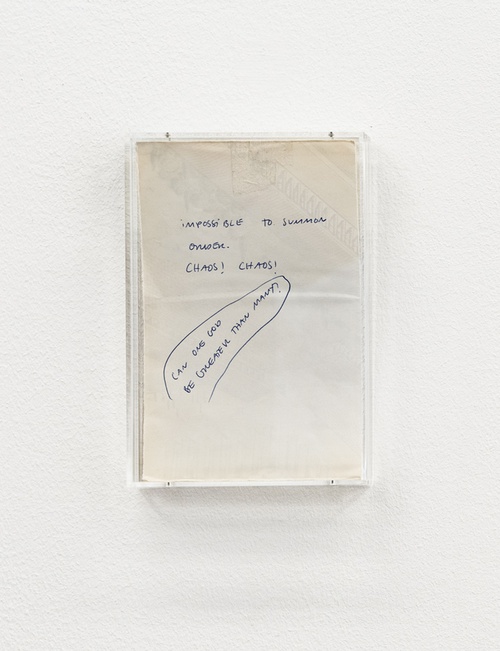 IMPOSSIBLE TO SUMMON
ORDER.
CHAOS! CHAOS!
CAN ONE GOD
BE GREATER THAN MANY?